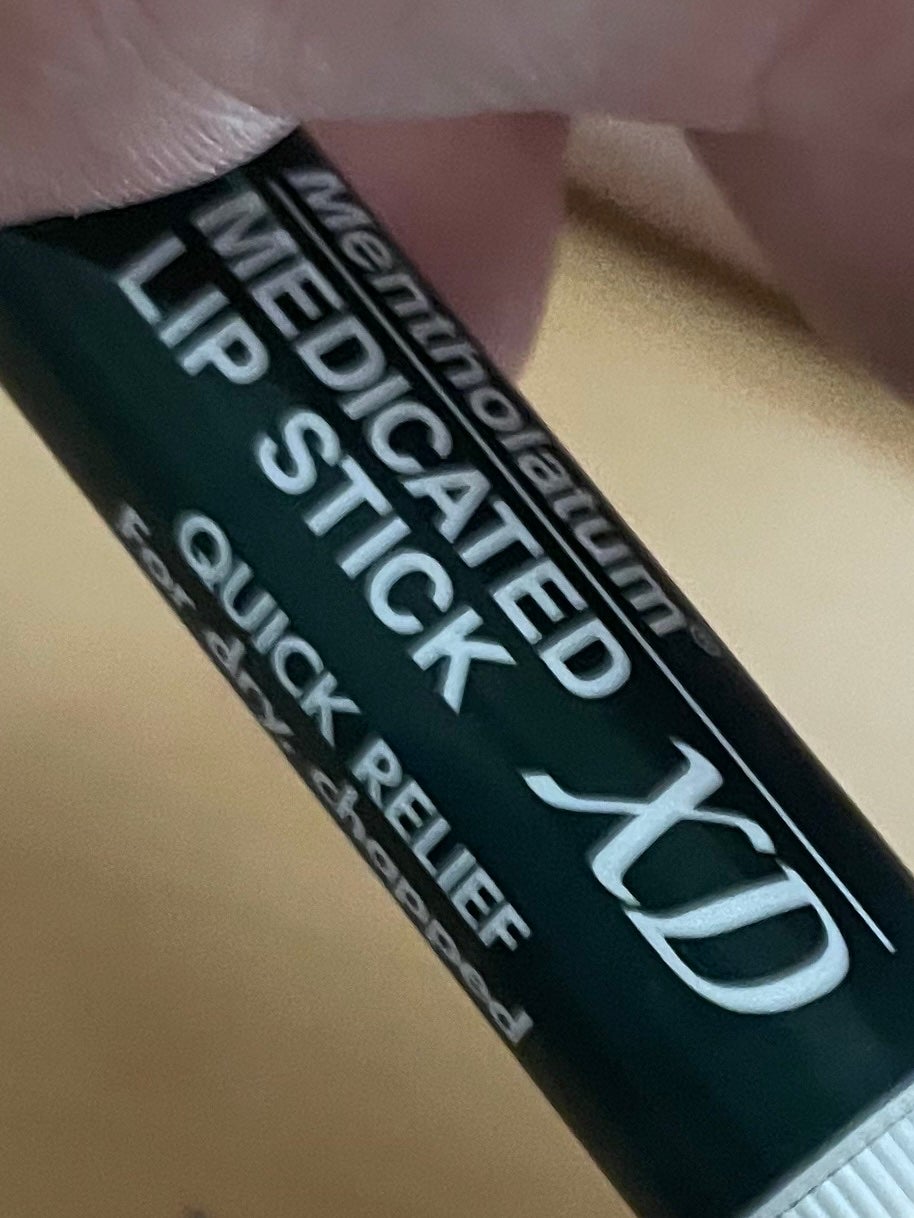 Mentholatum®
MEDICATED
LIP STICK
XD
QUICK RELIEF
For dry, chapped